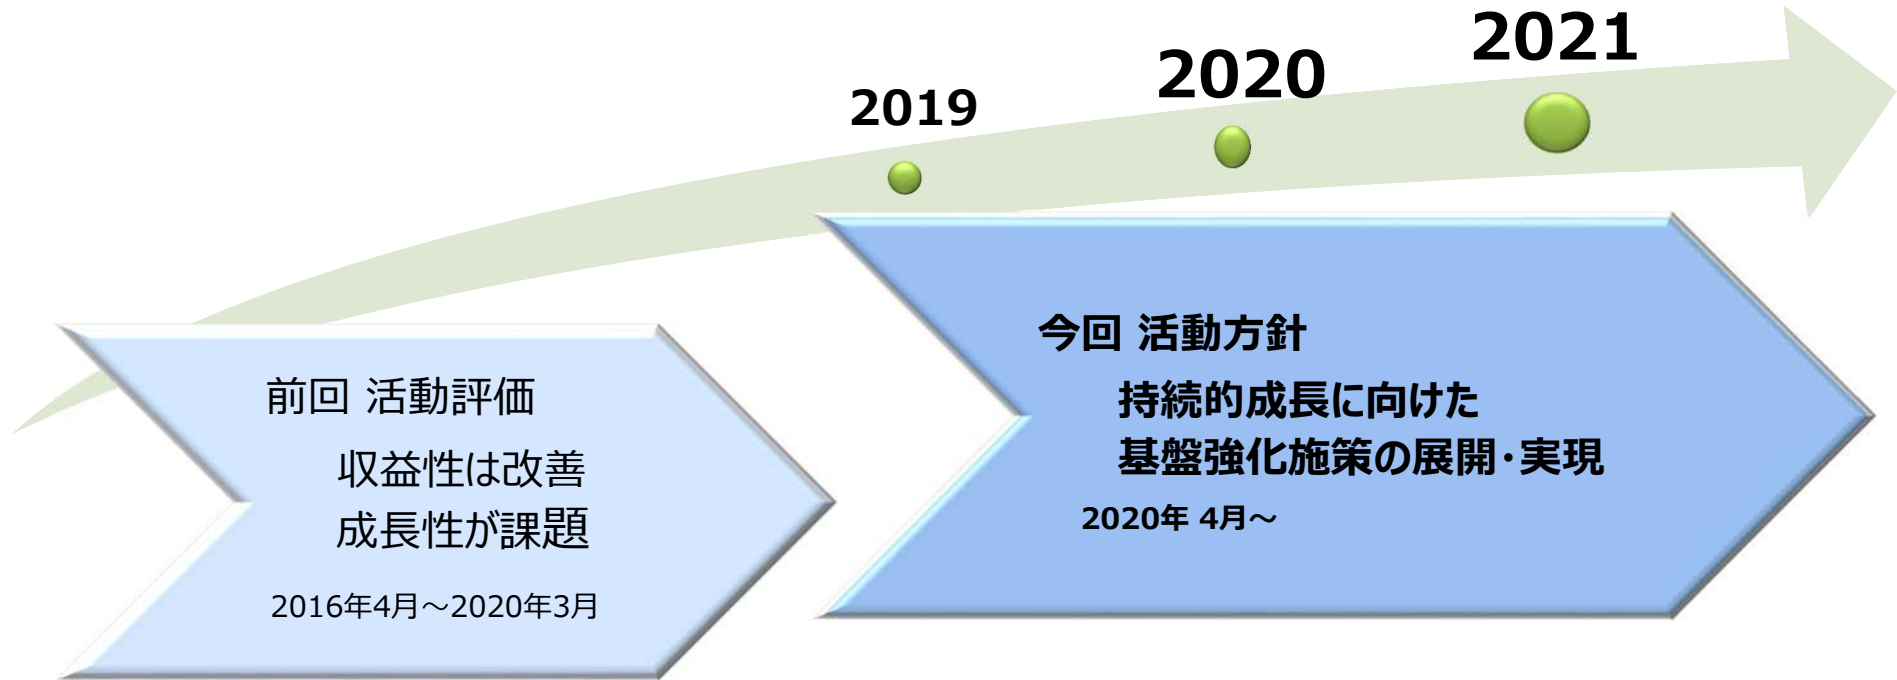 2019
2020
2021
前回 活動評価
収益性は改善
成長性が課題
2016年4月～2020年3月
今回 活動方針
持続的成長に向けた
基盤強化施策の展開・実現
2020年 4月～